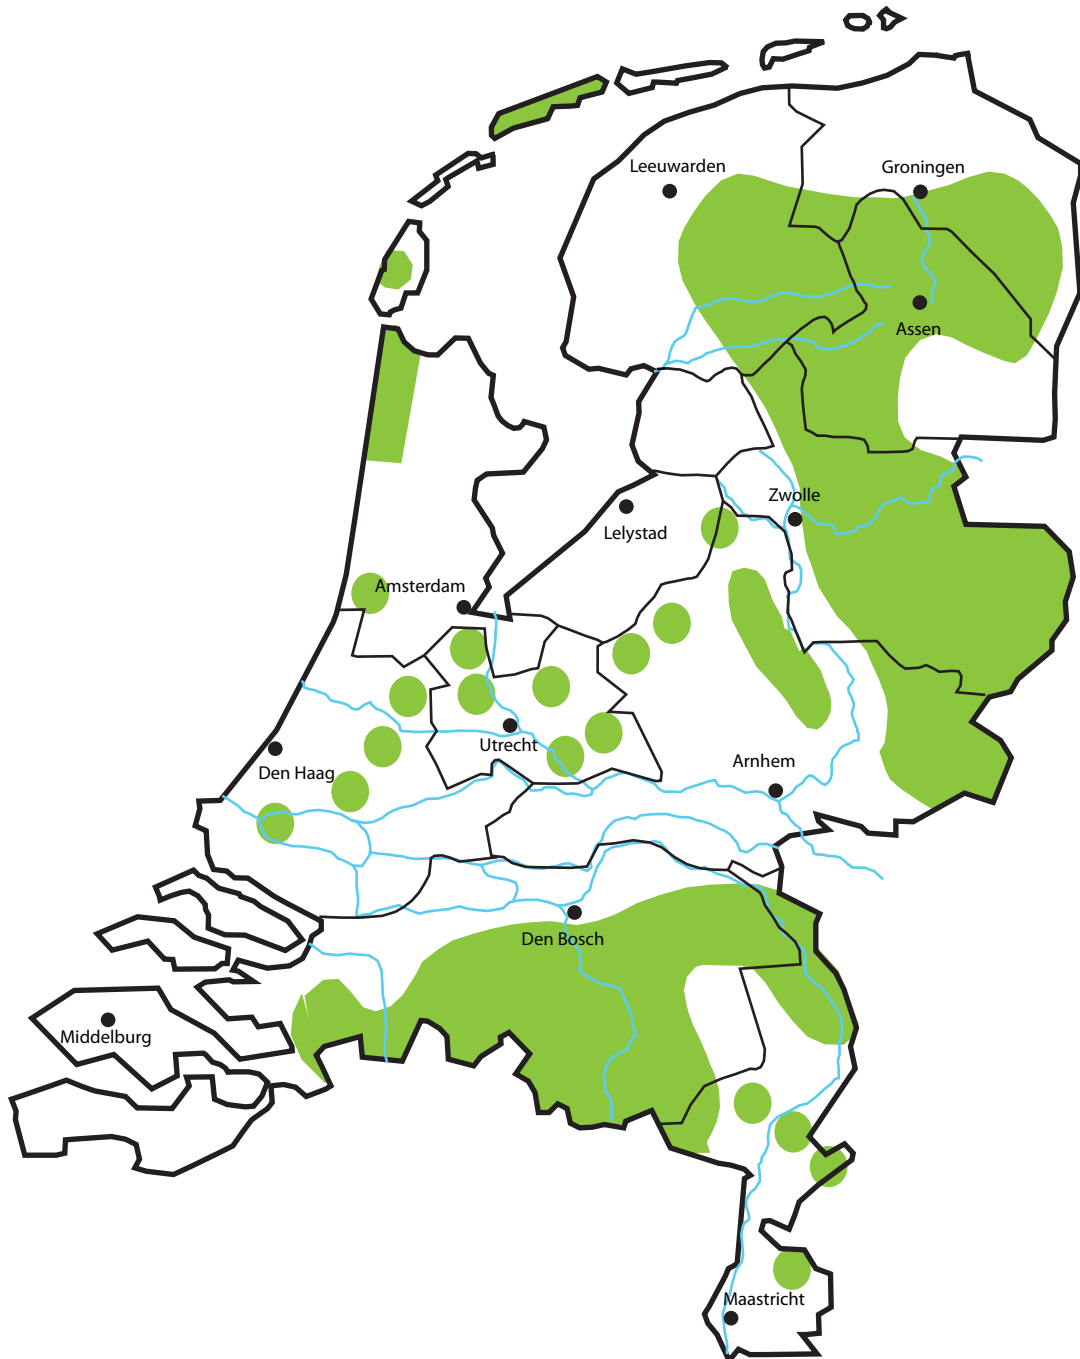 Leeuwarden
Groningen
Assen
Zwolle
Lelystad
Amsterdam
Utrecht
Den Haag
Arnhem
Den Bosch
Middelburg
Maastricht